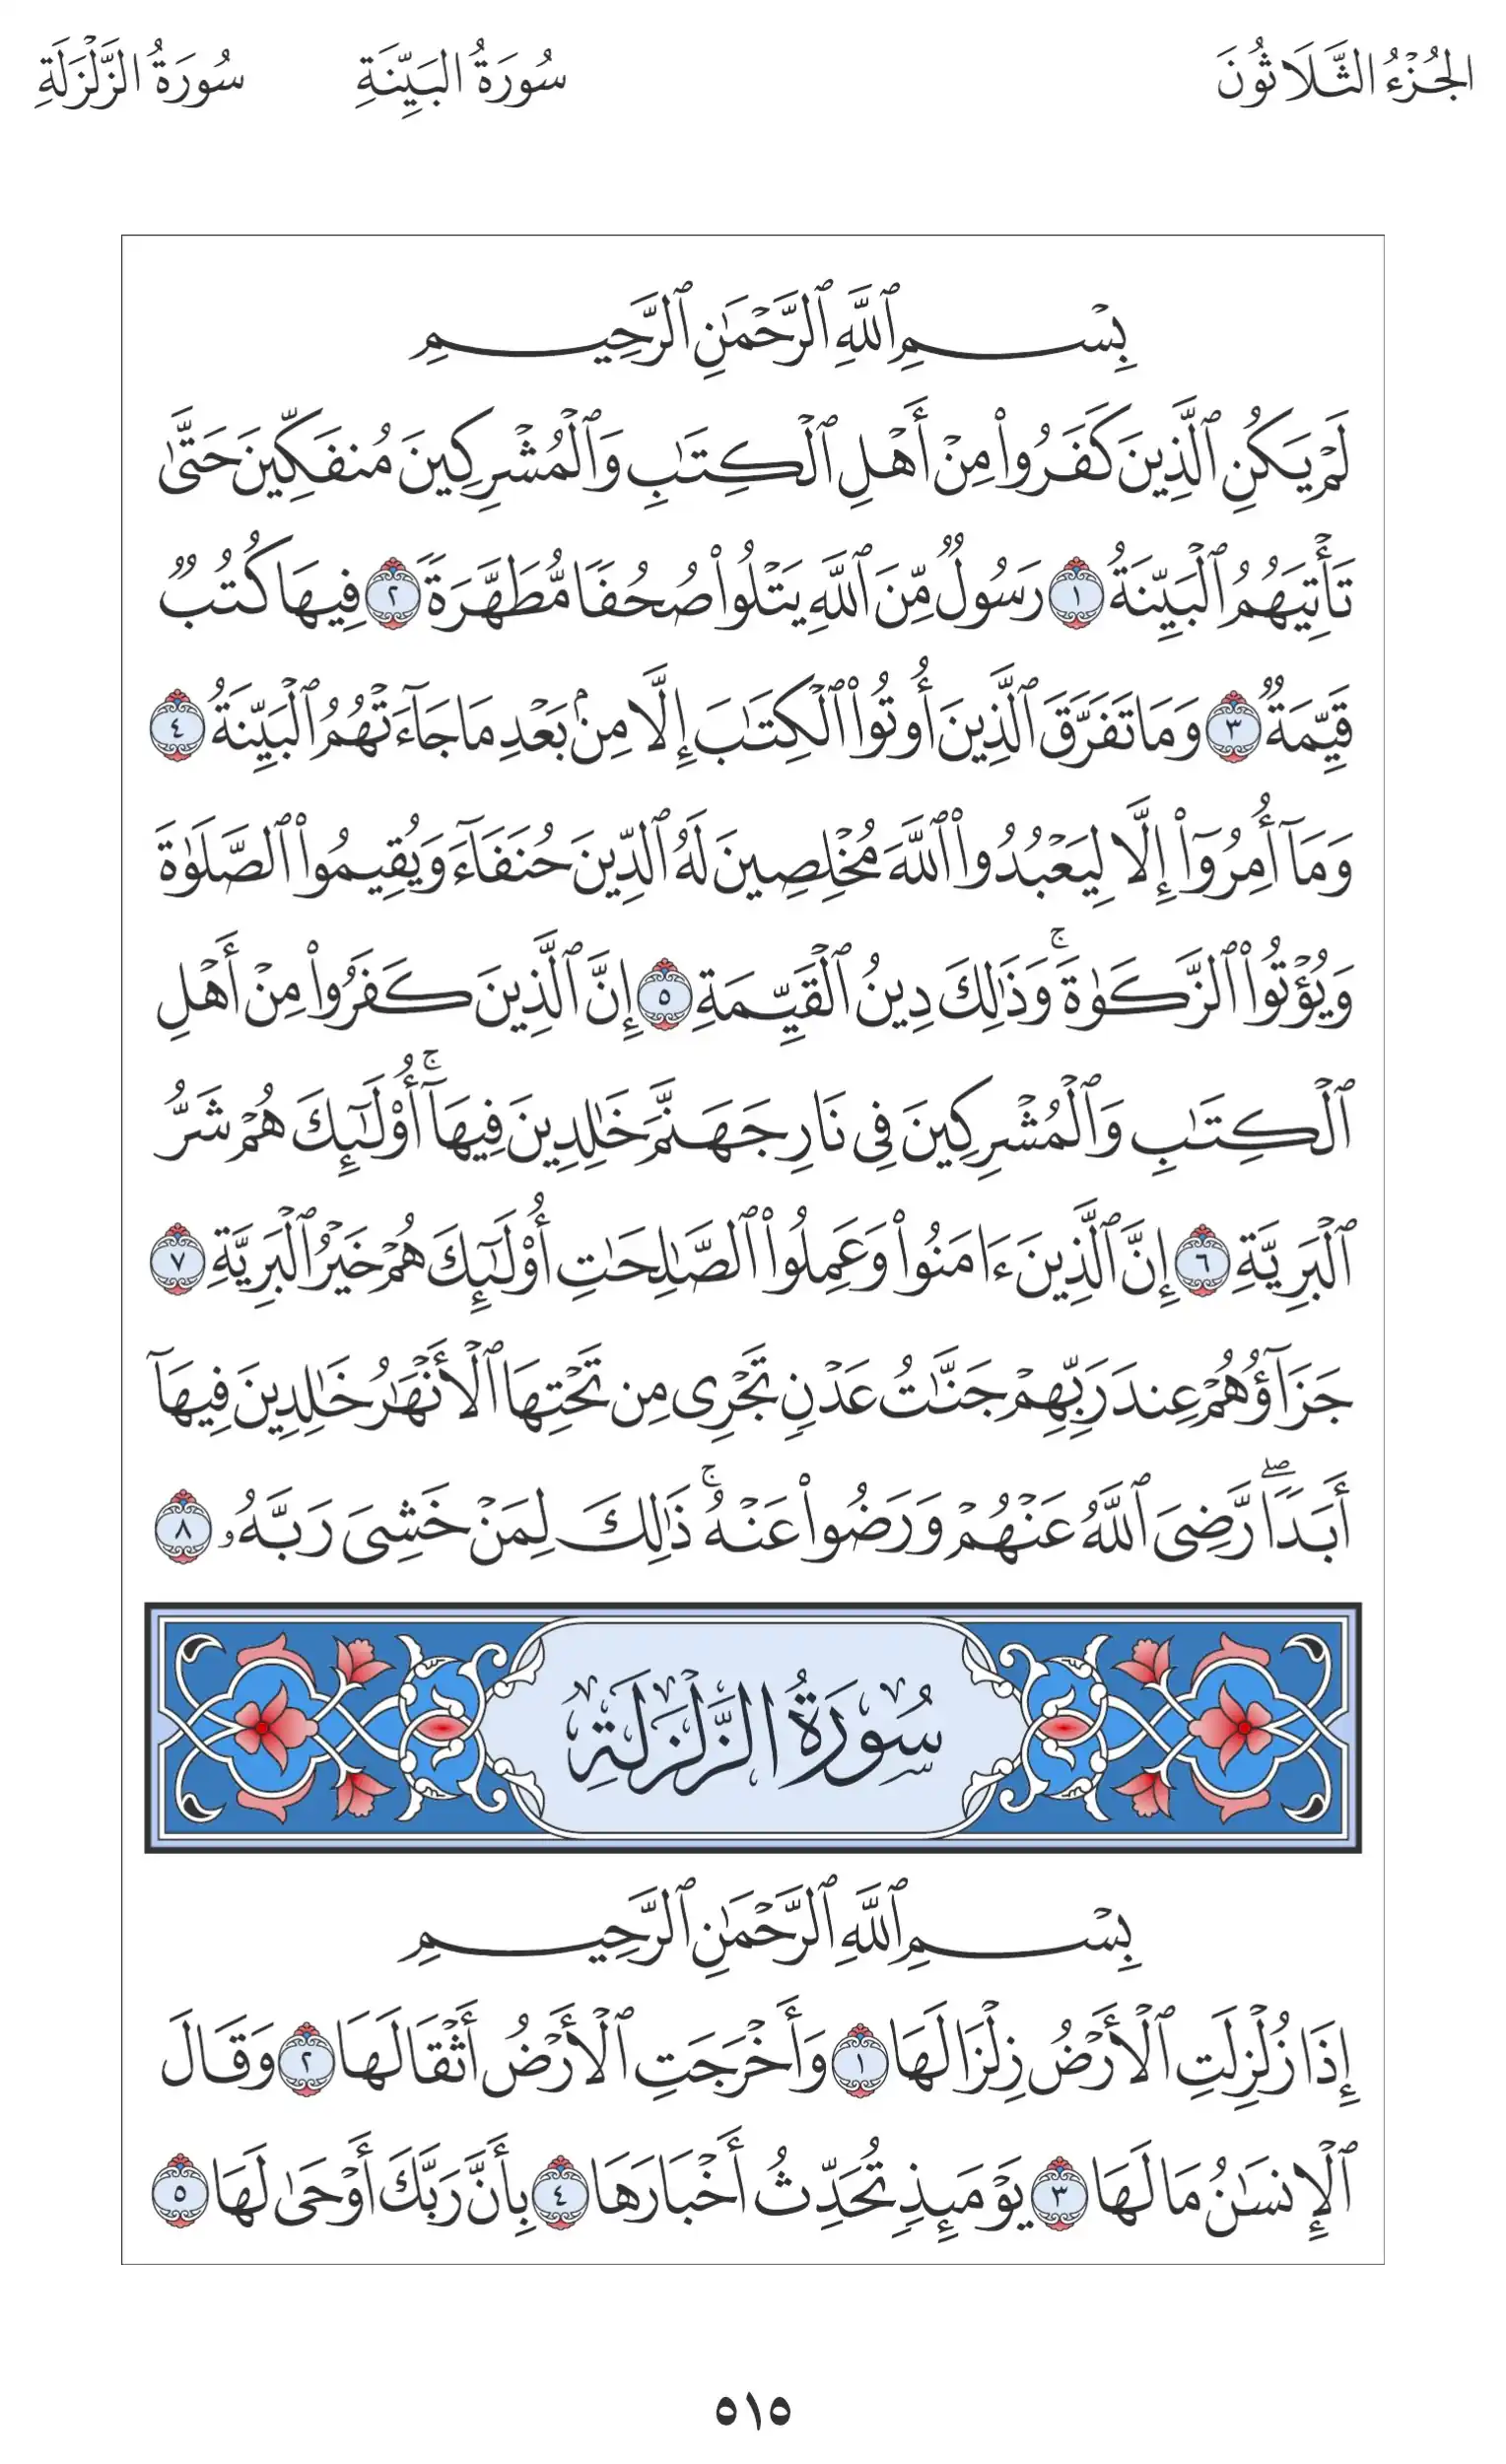 الجُزْءُ الثَّلَاثُونَ سُورَةُ البَيِّنَةِ سُورَةُ الزَّلْزَلَةِ
بِسْمِ ٱللَّهِ ٱلرَّحْمَٰنِ ٱلرَّحِيمِ
لَمْ يَكُنِ ٱلَّذِينَ كَفَرُوا۟ مِنْ أَهْلِ ٱلْكِتَٰبِ وَٱلْمُشْرِكِينَ مُنفَكِّينَ حَتَّىٰ
تَأْتِيَهُمُ ٱلْبَيِّنَةُ ١ رَسُولٌ مِّنَ ٱللَّهِ يَتْلُوا۟ صُحُفًا مُّطَهَّرَةً ٢ فِيهَا كُتُبٌ
قَيِّمَةٌ ٣ وَمَا تَفَرَّقَ ٱلَّذِينَ أُوتُوا۟ ٱلْكِتَٰبَ إِلَّا مِنۢ بَعْدِ مَا جَآءَتْهُمُ ٱلْبَيِّنَةُ ٤
وَمَآ أُمِرُوٓا۟ إِلَّا لِيَعْبُدُوا۟ ٱللَّهَ مُخْلِصِينَ لَهُ ٱلدِّينَ حُنَفَآءَ وَيُقِيمُوا۟ ٱلصَّلَوٰةَ
وَيُؤْتُوا۟ ٱلزَّكَوٰةَ ۚ وَذَٰلِكَ دِينُ ٱلْقَيِّمَةِ ٥ إِنَّ ٱلَّذِينَ كَفَرُوا۟ مِنْ أَهْلِ
ٱلْكِتَٰبِ وَٱلْمُشْرِكِينَ فِى نَارِ جَهَنَّمَ خَٰلِدِينَ فِيهَآ ۚ أُو۟لَٰٓئِكَ هُمْ شَرُّ
ٱلْبَرِيَّةِ ٦ إِنَّ ٱلَّذِينَ ءَامَنُوا۟ وَعَمِلُوا۟ ٱلصَّٰلِحَٰتِ أُو۟لَٰٓئِكَ هُمْ خَيْرُ ٱلْبَرِيَّةِ ٧
جَزَآؤُهُمْ عِندَ رَبِّهِمْ جَنَّٰتُ عَدْنٍ تَجْرِى مِن تَحْتِهَا ٱلْأَنْهَٰرُ خَٰلِدِينَ فِيهَآ
أَبَدًا ۖ رَّضِىَ ٱللَّهُ عَنْهُمْ وَرَضُوا۟ عَنْهُ ۚ ذَٰلِكَ لِمَنْ خَشِىَ رَبَّهُۥ ٨
سُورَةُ الزَّلْزَلَةِ
بِسْمِ ٱللَّهِ ٱلرَّحْمَٰنِ ٱلرَّحِيمِ
إِذَا زُلْزِلَتِ ٱلْأَرْضُ زِلْزَالَهَا ١ وَأَخْرَجَتِ ٱلْأَرْضُ أَثْقَالَهَا ٢ وَقَالَ
ٱلْإِنسَٰنُ مَا لَهَا ٣ يَوْمَئِذٍ تُحَدِّثُ أَخْبَارَهَا ٤ بِأَنَّ رَبَّكَ أَوْحَىٰ لَهَا ٥
٥١٥